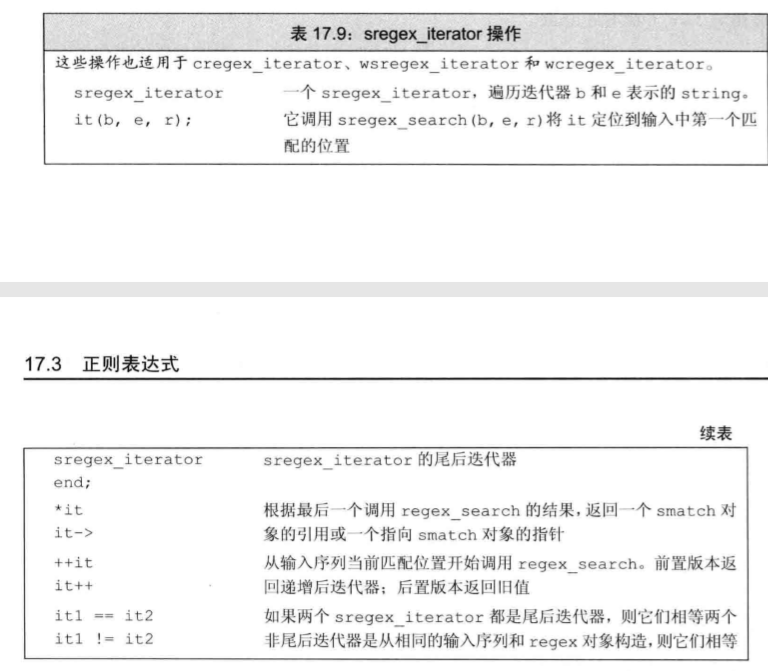 表 17.9：sregex_iterator 操作
这些操作也适用于 cregex_iterator、wsregex_iterator 和 wcregex_iterator。
sregex_iterator 一个 sregex_iterator，遍历迭代器 b 和 e 表示的 string。
it(b, e, r); 它调用 sregex_search(b, e, r)将 it 定位到输入中第一个匹
配的位置
17.3 正则表达式
续表
sregex_iterator sregex_iterator 的尾后迭代器
end;
*it 根据最后一个调用 regex_search 的结果，返回一个 smatch 对
it-> 象的引用或一个指向 smatch 对象的指针
++it 从输入序列当前匹配位置开始调用 regex_search。前置版本返
it++ 回递增后迭代器；后置版本返回旧值
it1 == it2 如果两个 sregex_iterator 都是尾后迭代器，则它们相等两个
it1 != it2 非尾后迭代器是从相同的输入序列和 regex 对象构造，则它们相等